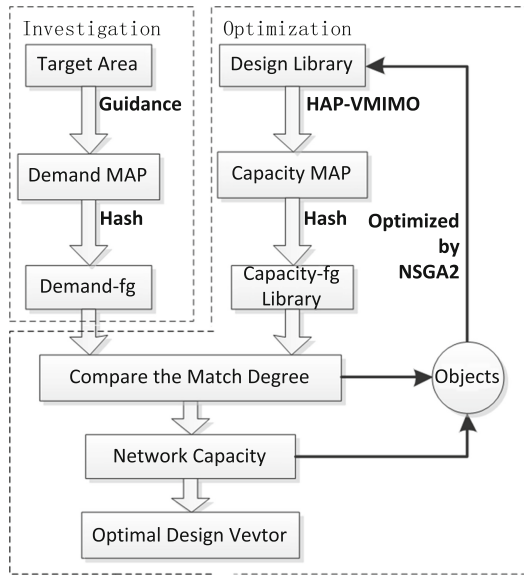 Investigation
Target Area
Guidance
Demand MAP
Hash
Demand-fg
Optimization
Design Library
HAP-VMIMO
Capacity MAP
Hash
Capacity-fg
Library
Optimized
by
NSGA2
Compare the Match Degree
Objects
Network Capacity
Optimal Design Vevtor